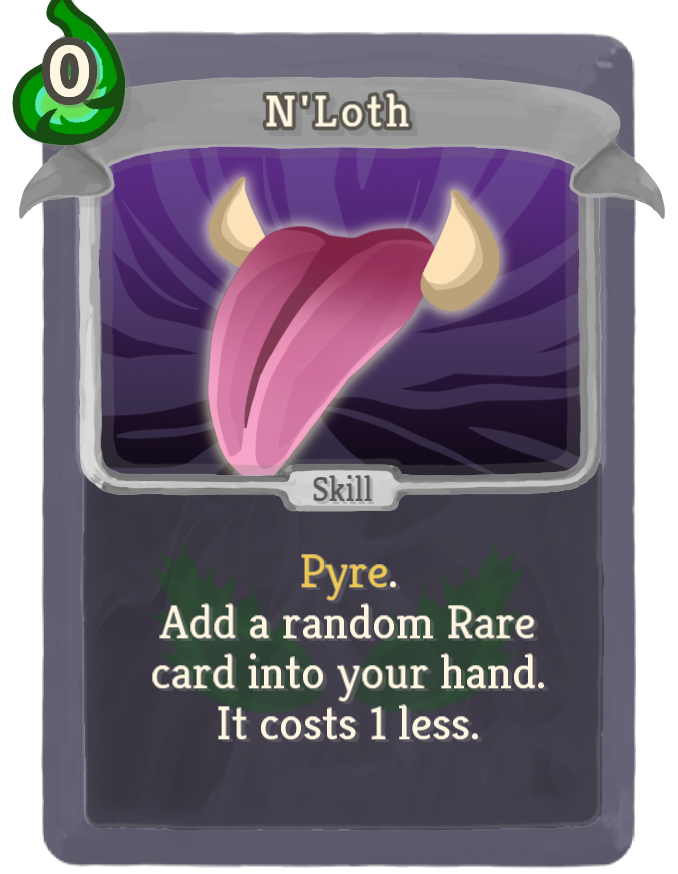 0
N'Loth
Skill
Pyre.
Add a random Rare
card into your hand.
It costs 1 less.